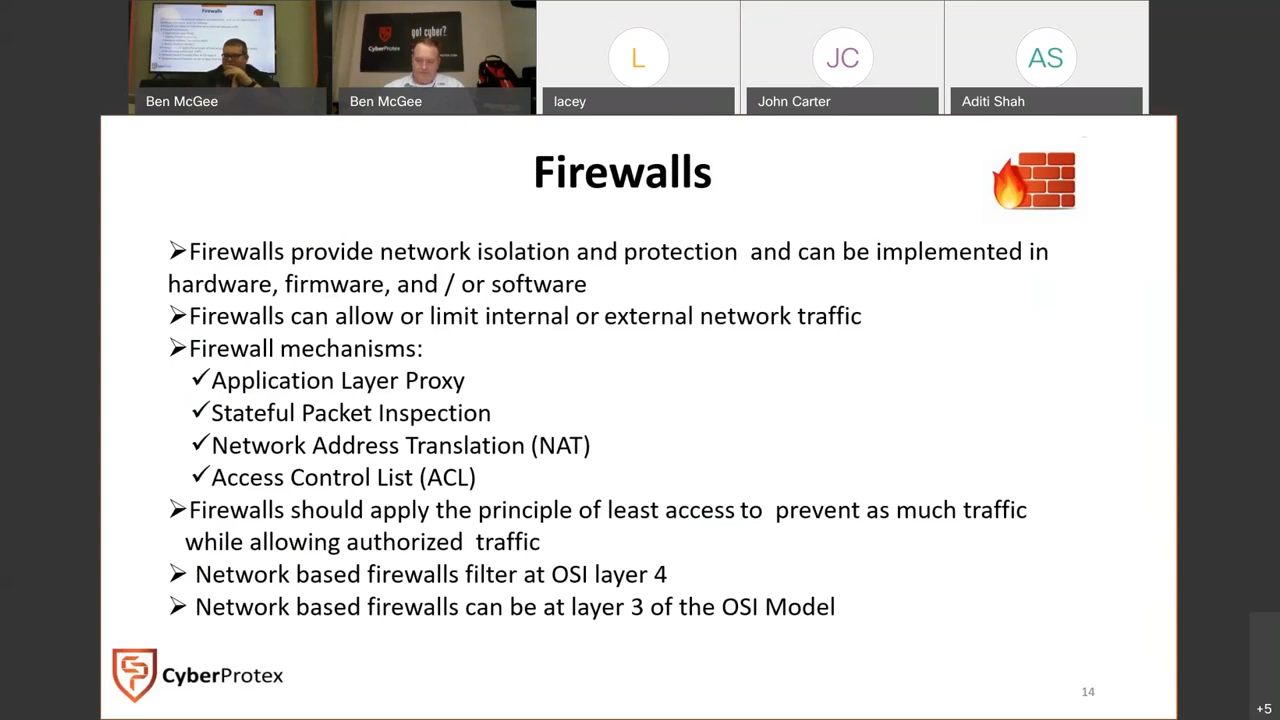 Firewalls
got cyber?
CyberProtex
Ben McGee
Ben McGee
L
lacey
JC
John Carter
AS
Aditi Shah
Firewalls
➢Firewalls provide network isolation and protection  and can be implemented in
hardware, firmware, and / or software
➢Firewalls can allow or limit internal or external network traffic
➢Firewall mechanisms:
✓Application Layer Proxy
✓Stateful Packet Inspection
✓Network Address Translation (NAT)
✓Access Control List (ACL)
➢Firewalls should apply the principle of least access to  prevent as much traffic
while allowing authorized  traffic
➢ Network based firewalls filter at OSI layer 4
➢ Network based firewalls can be at layer 3 of the OSI Model
CyberProtex
14
+5